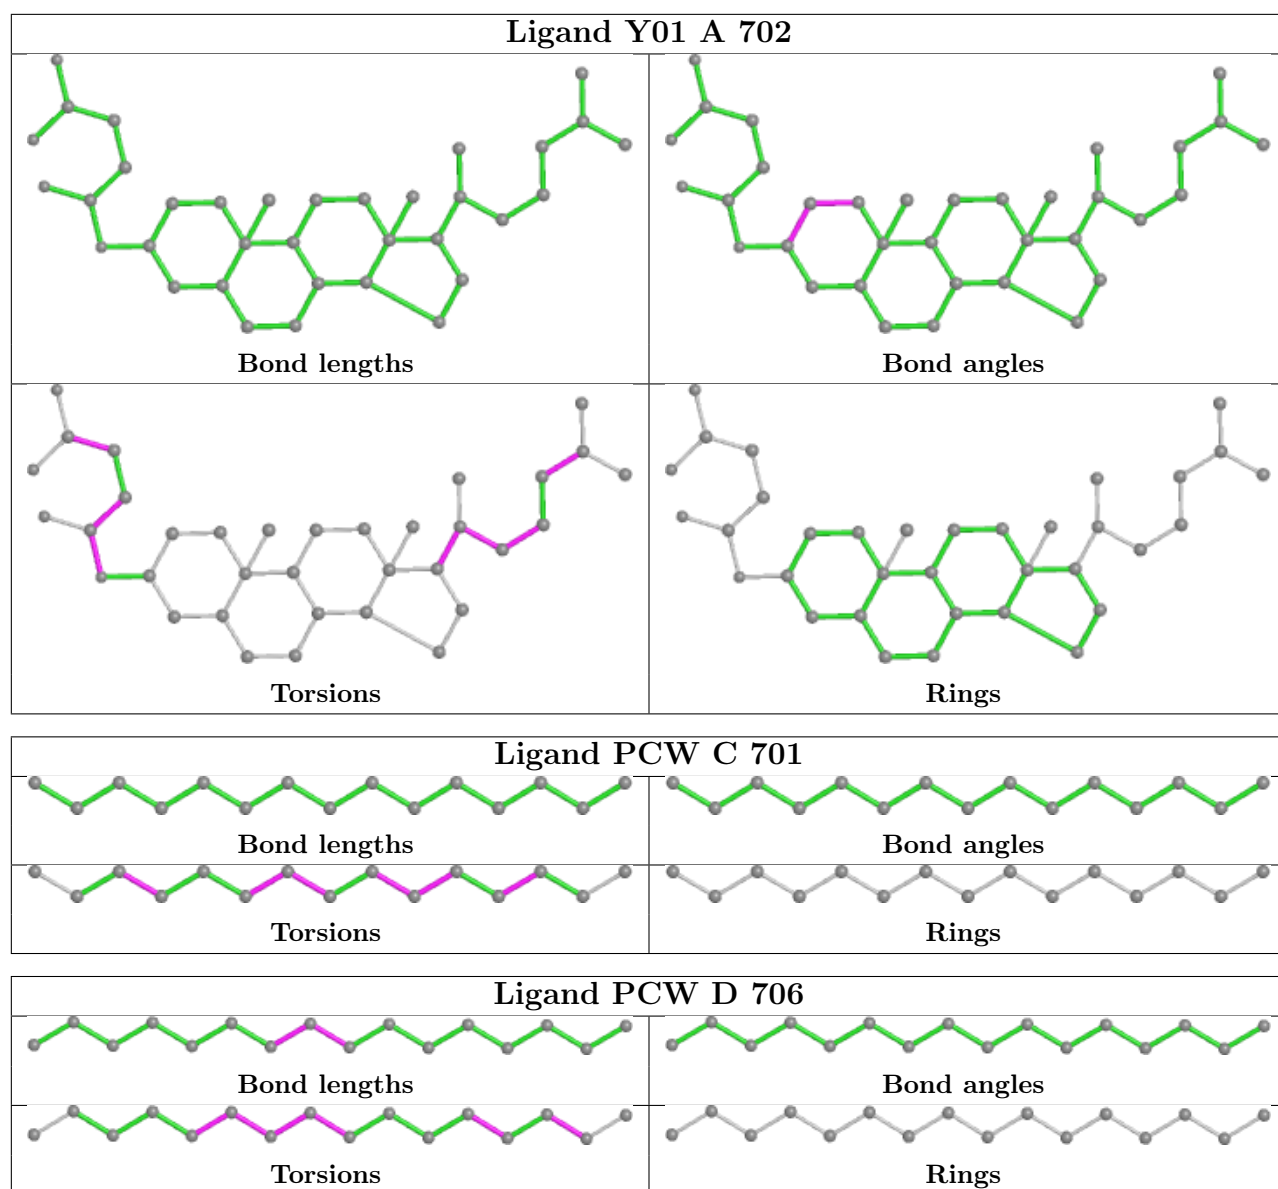 Ligand Y01 A 702
Bond lengths
Bond angles
Torsions
Rings
Ligand PCW C 701
Bond lengths
Bond angles
Torsions
Rings
Ligand PCW D 706
Bond lengths
Bond angles
Torsions
Rings